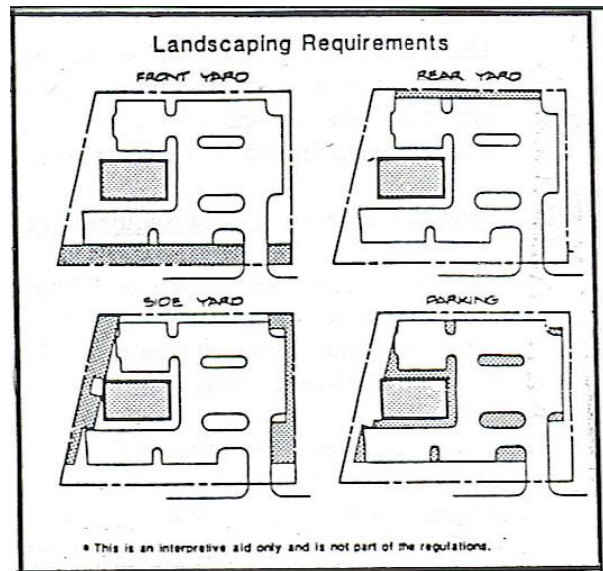 Landscaping Requirements
FRONT YARD
REAR YARD
SIDE YARD
PARKING
* This is an interpretive aid only and is not part of the regulations.